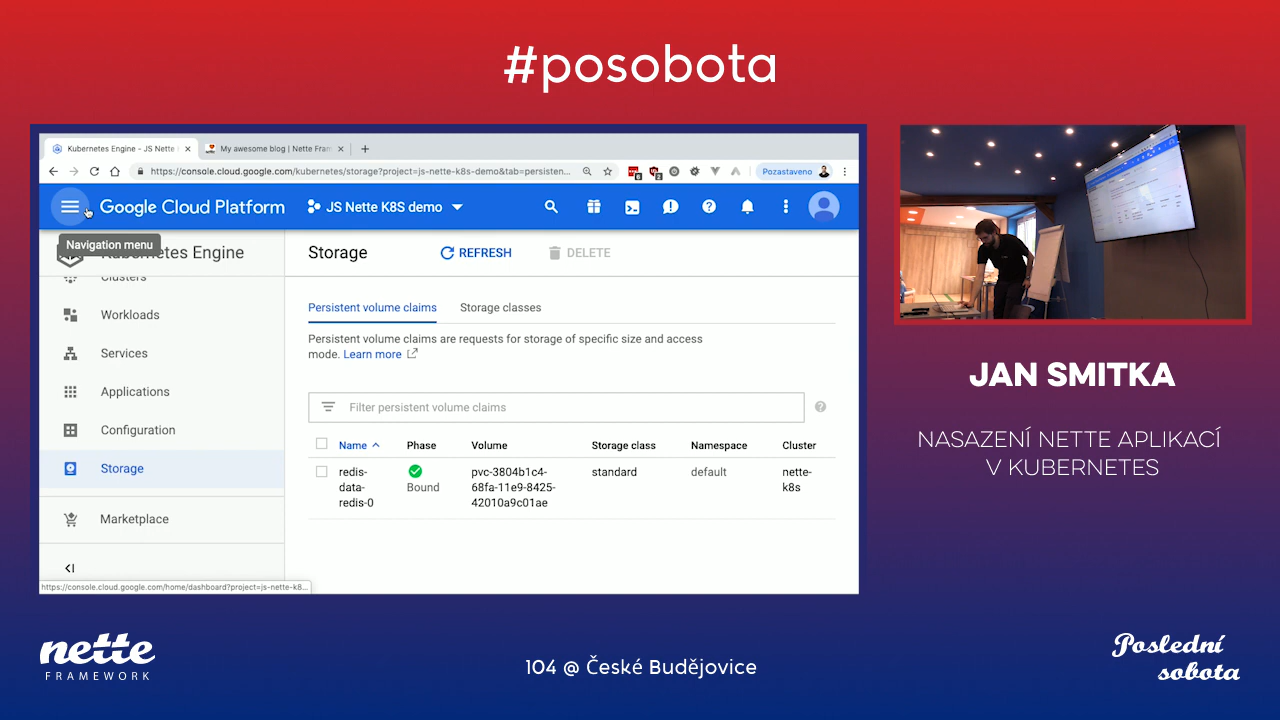 #posobota
Kubernetes Engine - JS Nette
My awesome blog | Nette Fram
https://console.cloud.google.com/kubernetes/storage?project=js-nette-k8s-demo&tab=persisten...
Pozastaveno
Google Cloud Platform
JS Nette K8S demo
Navigation menu
Kubernetes Engine
Storage
REFRESH
DELETE
Clusters
Workloads
Services
Applications
Configuration
Storage
Marketplace
Persistent volume claims
Storage classes
Persistent volume claims are requests for storage of specific size and access
mode. Learn more
Filter persistent volume claims
Name Phase Volume Storage class Namespace Cluster
redis- pvc-3804b1c4- standard default nette-
data- Bound 68fa-11e9-8425- k8s
redis-0 42010a9c01ae
https://console.cloud.google.com/home/dashboard?project=js-nette-k8...
JAN SMITKA
NASAZENÍ NETTE APLIKACÍ
V KUBERNETES
nette
FRAMEWORK
104 @ České Budějovice
Poslední
sobota